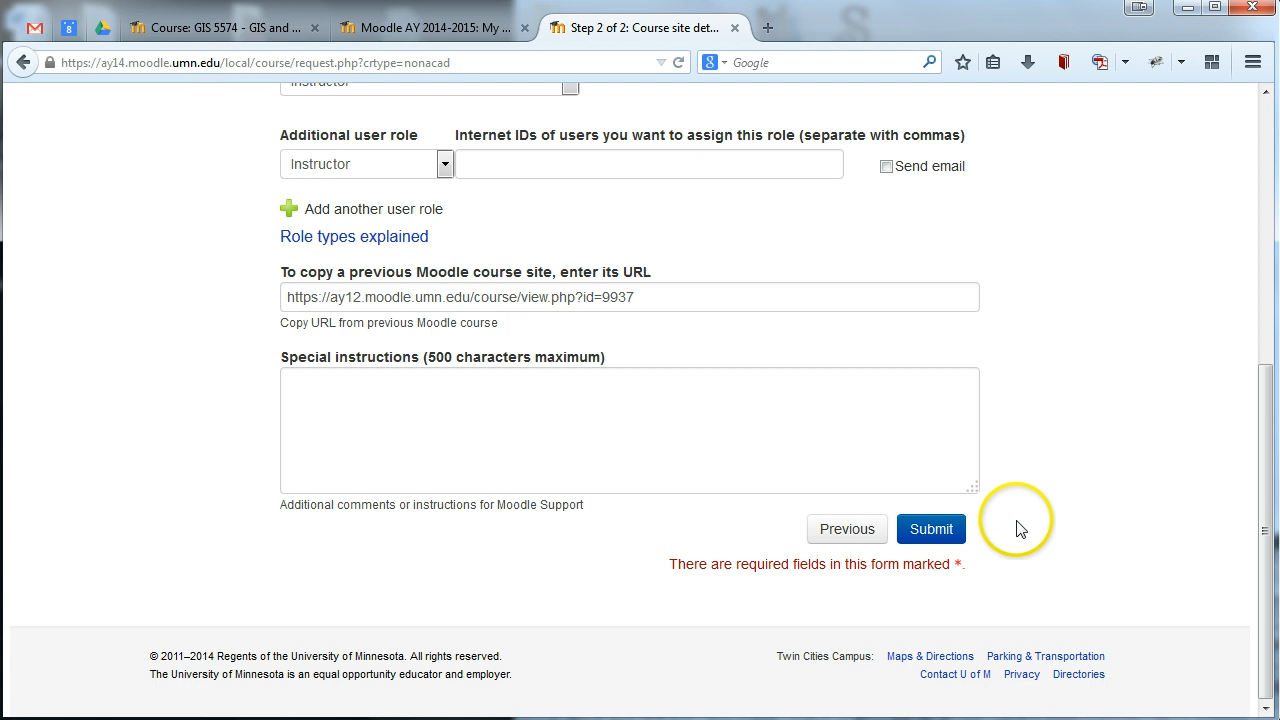 Course: GIS 5574 - GIS and ...
Moodle AY 2014-2015: My ...
Step 2 of 2: Course site det...
https://ay14.moodle.umn.edu/local/course/request.php?crtype=nonacad
8 Google
Instructor
Additional user role
Internet IDs of users you want to assign this role (separate with commas)
Instructor
Send email
Add another user role
Role types explained
To copy a previous Moodle course site, enter its URL
https://ay12.moodle.umn.edu/course/view.php?id=9937
Copy URL from previous Moodle course
Special instructions (500 characters maximum)
Additional comments or instructions for Moodle Support
Previous
Submit
There are required fields in this form marked *.
© 2011–2014 Regents of the University of Minnesota. All rights reserved.
The University of Minnesota is an equal opportunity educator and employer.
Twin Cities Campus: Maps & Directions Parking & Transportation
Contact U of M Privacy Directories